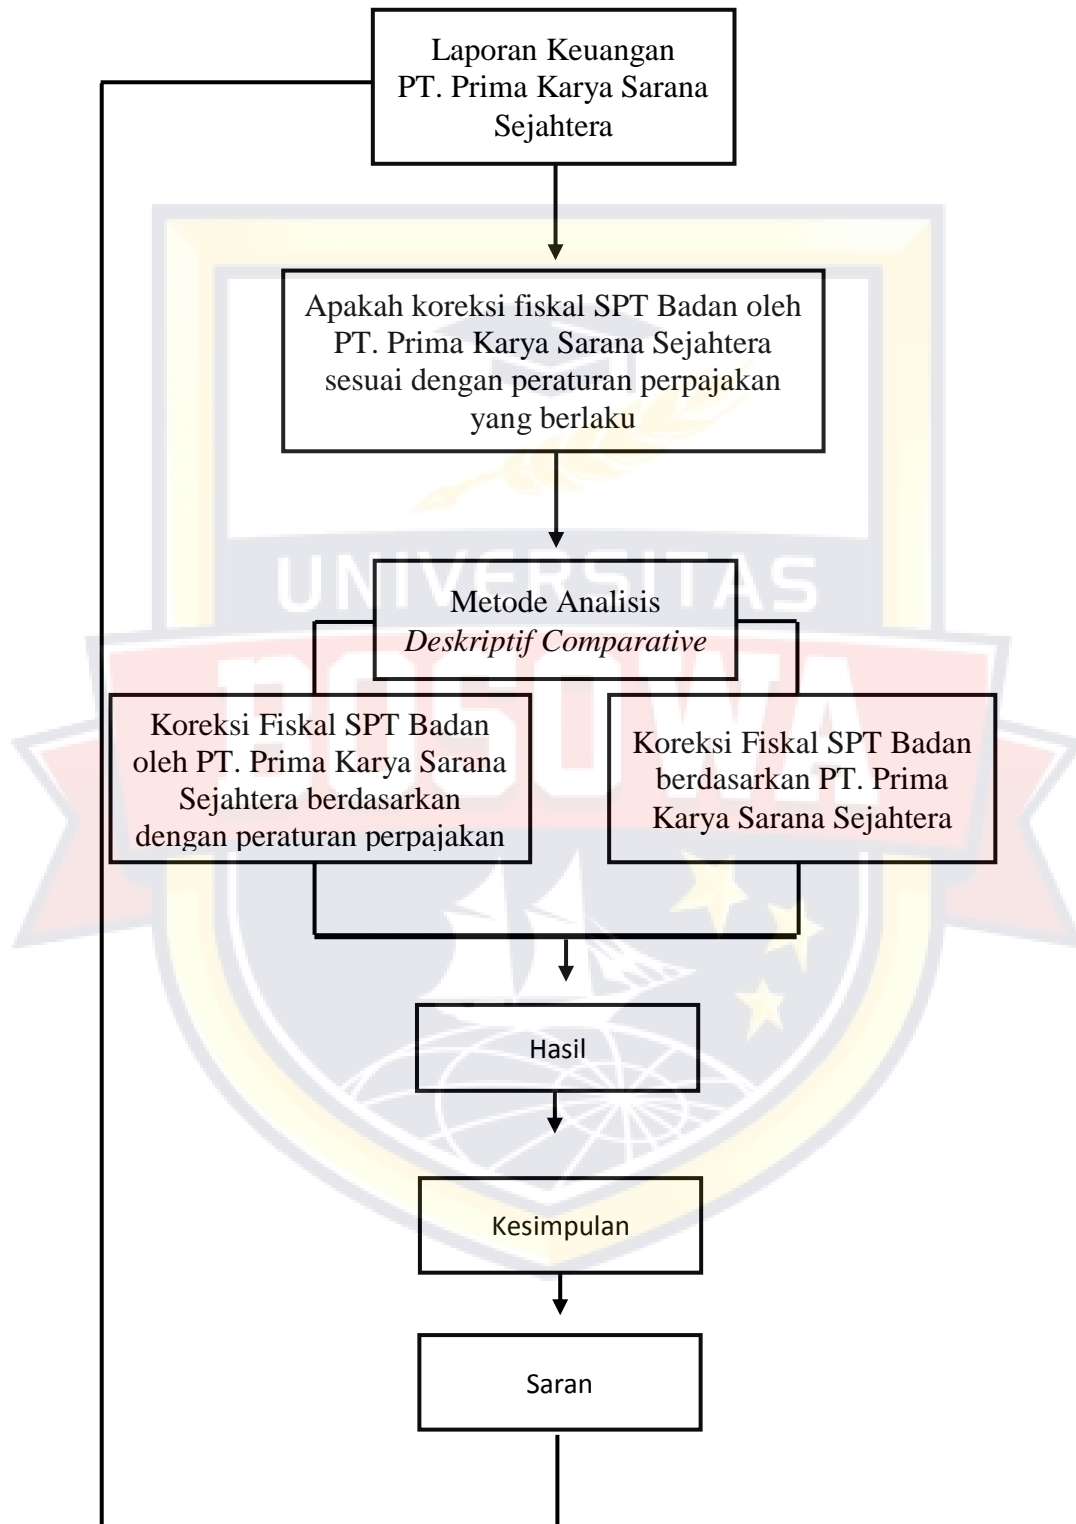 Laporan Keuangan
PT. Prima Karya Sarana
Sejahtera
Apakah koreksi fiskal SPT Badan oleh
PT. Prima Karya Sarana Sejahtera
sesuai dengan peraturan perpajakan
yang berlaku
UNIVERSITAS
Metode Analisis
Deskriptif Comparative
BOSOWA
Koreksi Fiskal SPT Badan
oleh PT. Prima Karya Sarana
Sejahtera berdasarkan
dengan peraturan perpajakan
Koreksi Fiskal SPT Badan
berdasarkan PT. Prima
Karya Sarana Sejahtera
Hasil
Kesimpulan
Saran